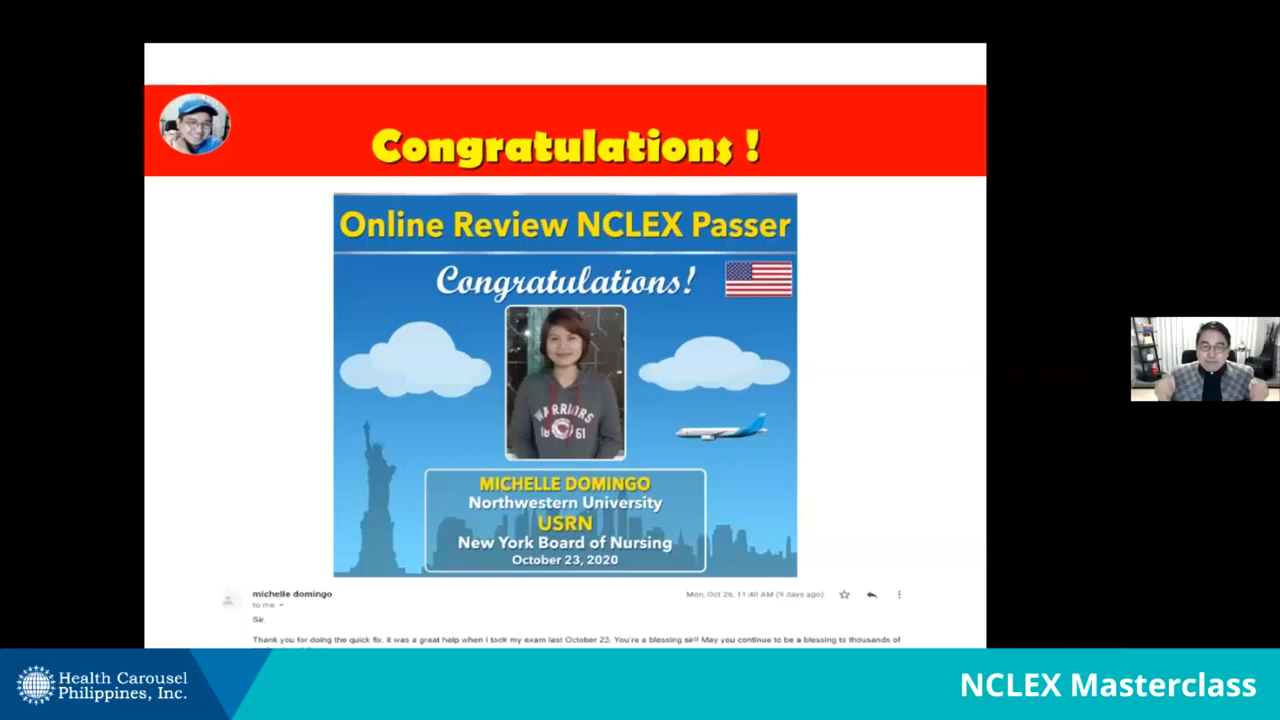 Congratulations !
Online Review NCLEX Passer
Congratulations!
WARRIORS
18 61
MICHELLE DOMINGO
Northwestern University
USRN
New York Board of Nursing
October 23, 2020
michelle domingo
Mon, Oct 26, 11:40 AM (9 days ago)
to me
Sir,
Thank you for doing the quick fix. it was a great help when I took my exam last October 23. You're a blessing sir!! May you continue to be a blessing to thousands of
Health Carousel
Philippines, Inc.
NCLEX Masterclass